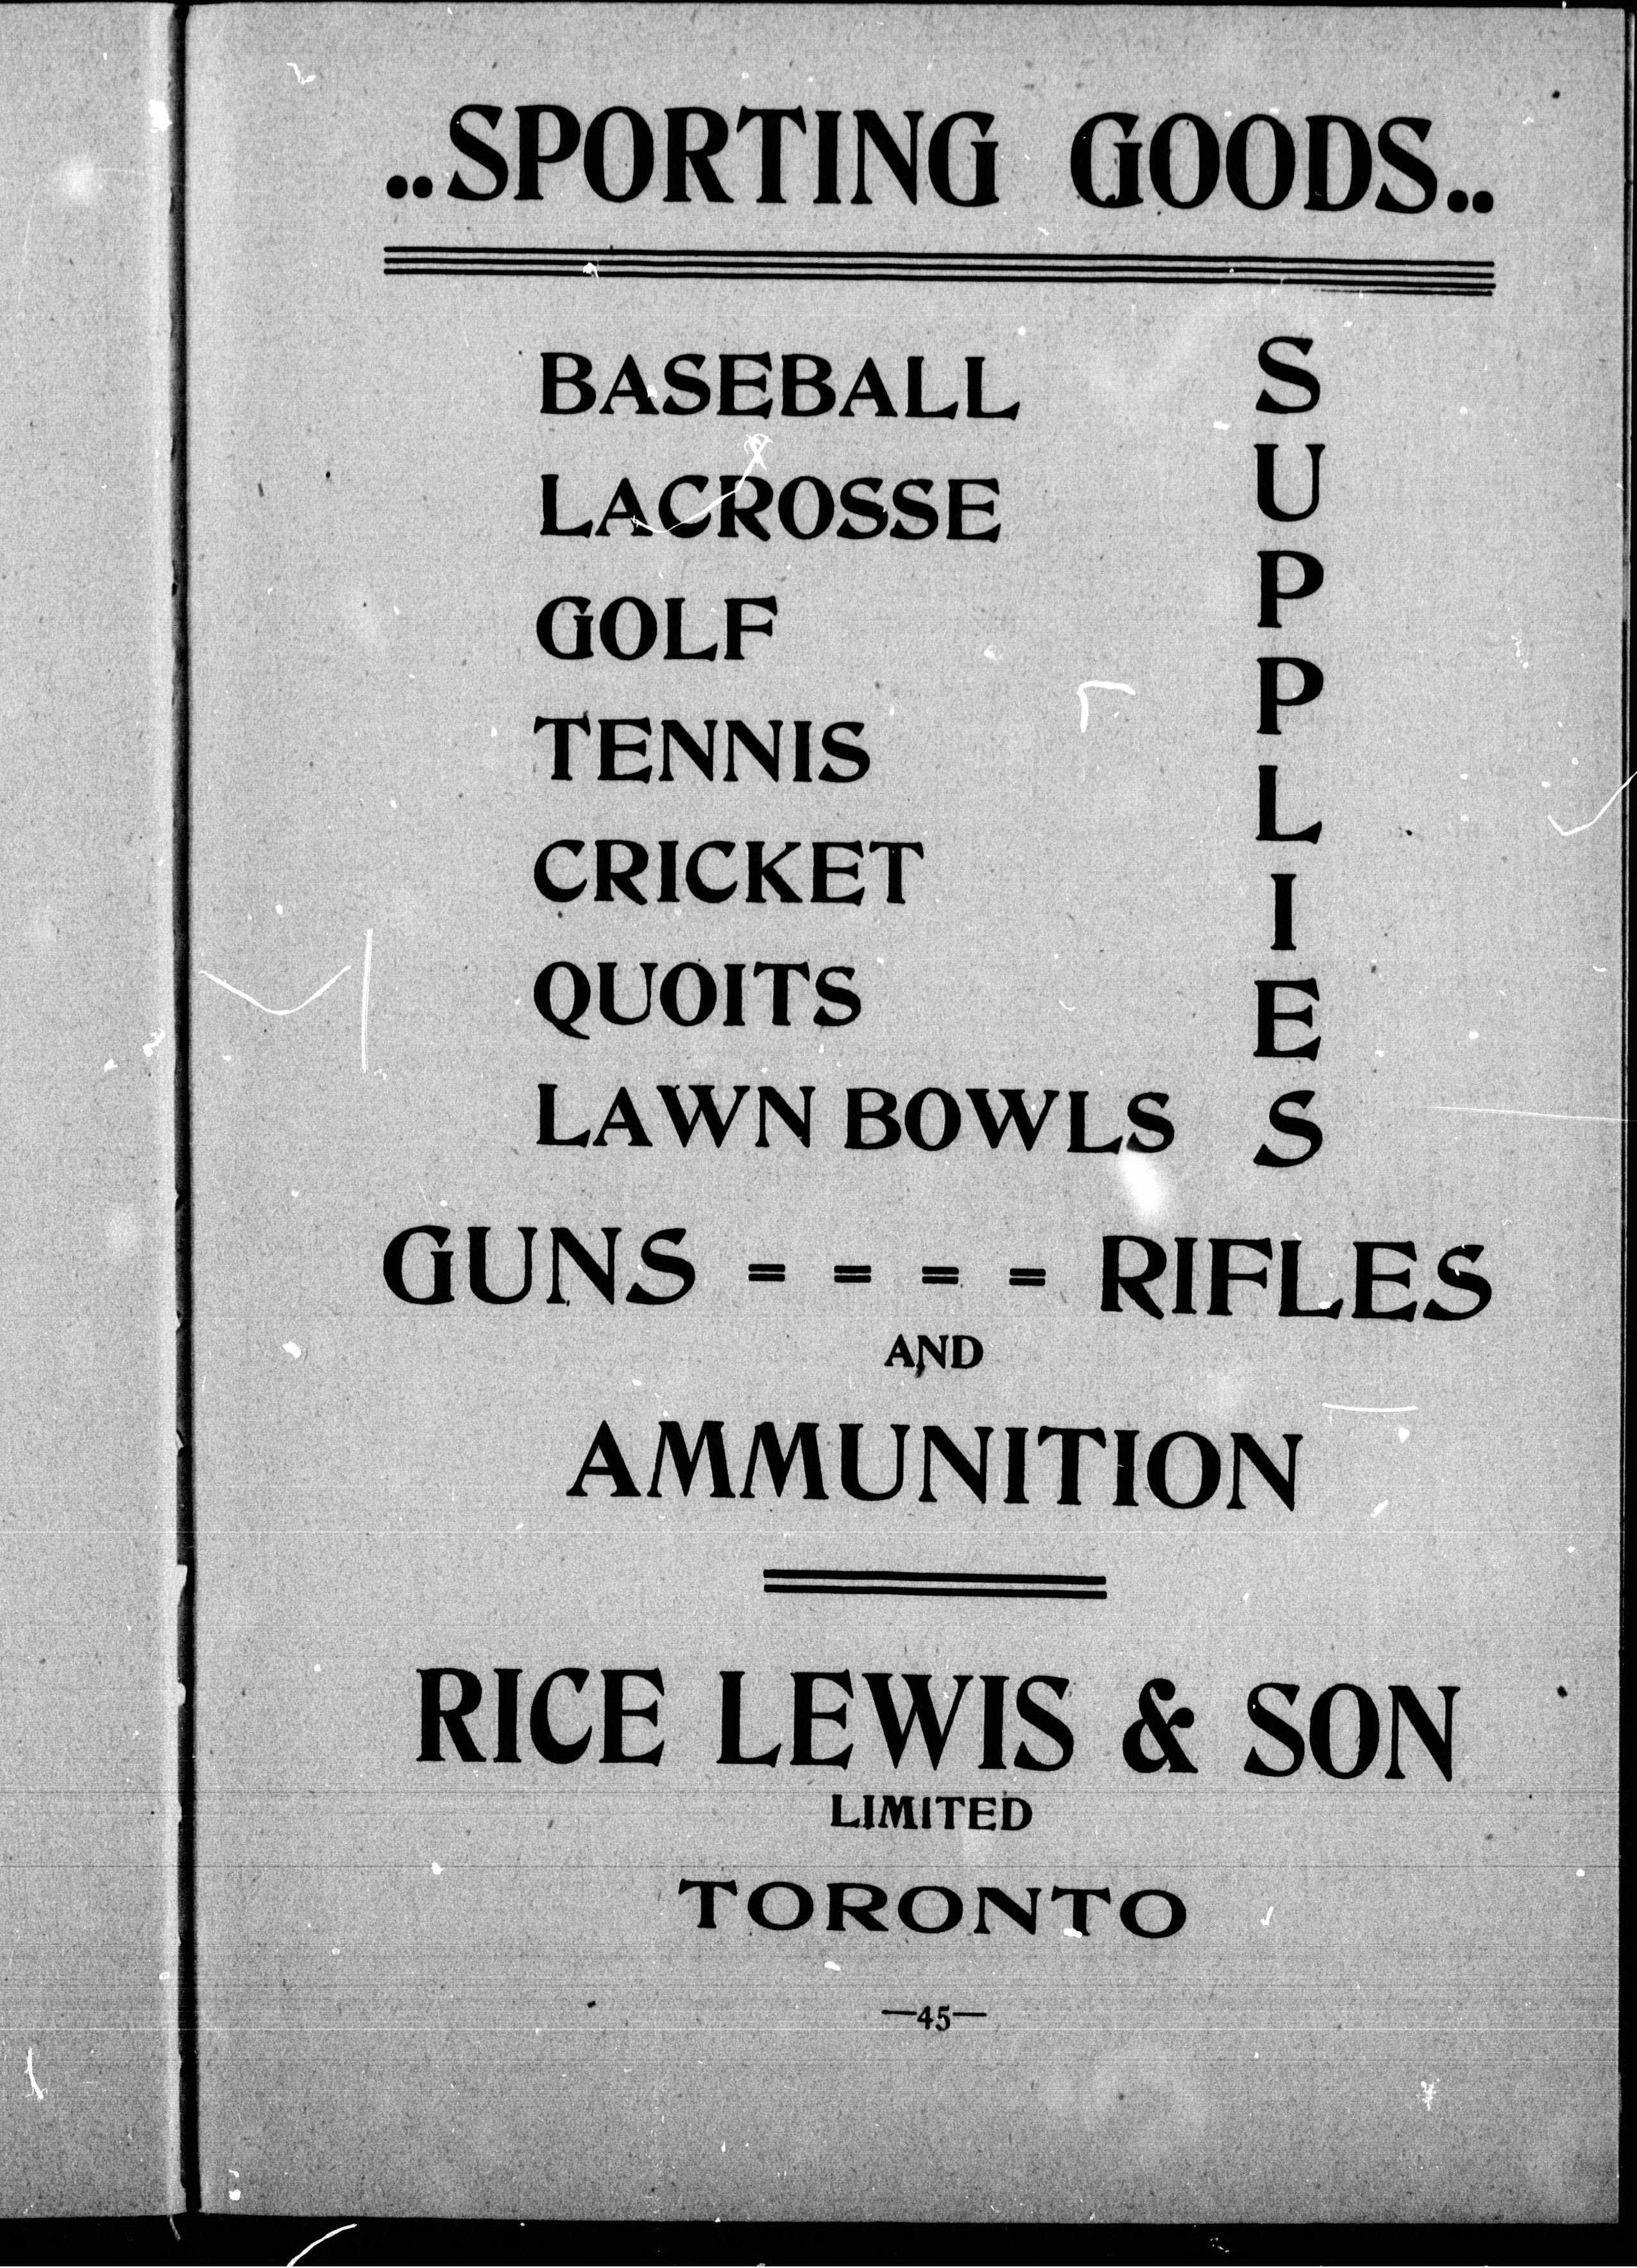 ..SPORTING GOODS..
BASEBALL
LACROSSE
GOLF
TENNIS
CRICKET
QUOITS
LAWN BOWLS
SUPPLIES
GUNS = = = = RIFLES
AND
AMMUNITION
RICE LEWIS & SON
LIMITED
TORONTO
—45—